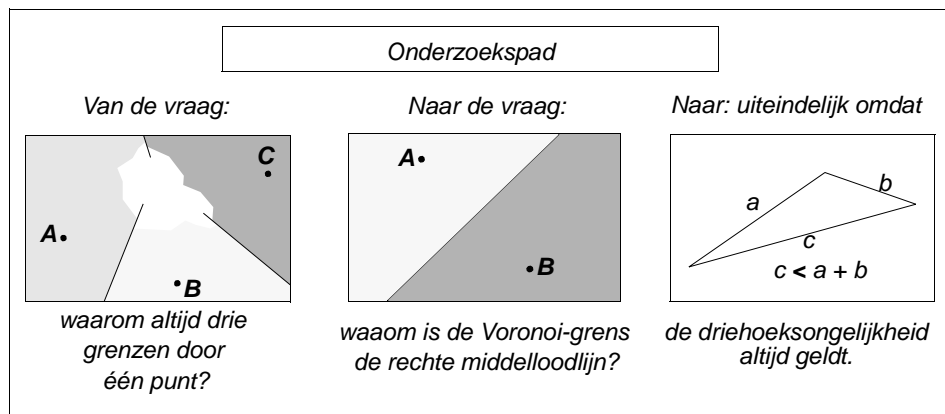 Onderzoekspad
Van de vraag:
Naar de vraag:
Naar: uiteindelijk omdat
C
A
B
A
B
a
b
c
c < a + b
waarom altijd drie
grenzen door
één punt?
waaom is de Voronoi-grens
de rechte middelloodlijn?
de driehoeksongelijkheid
altijd geldt.